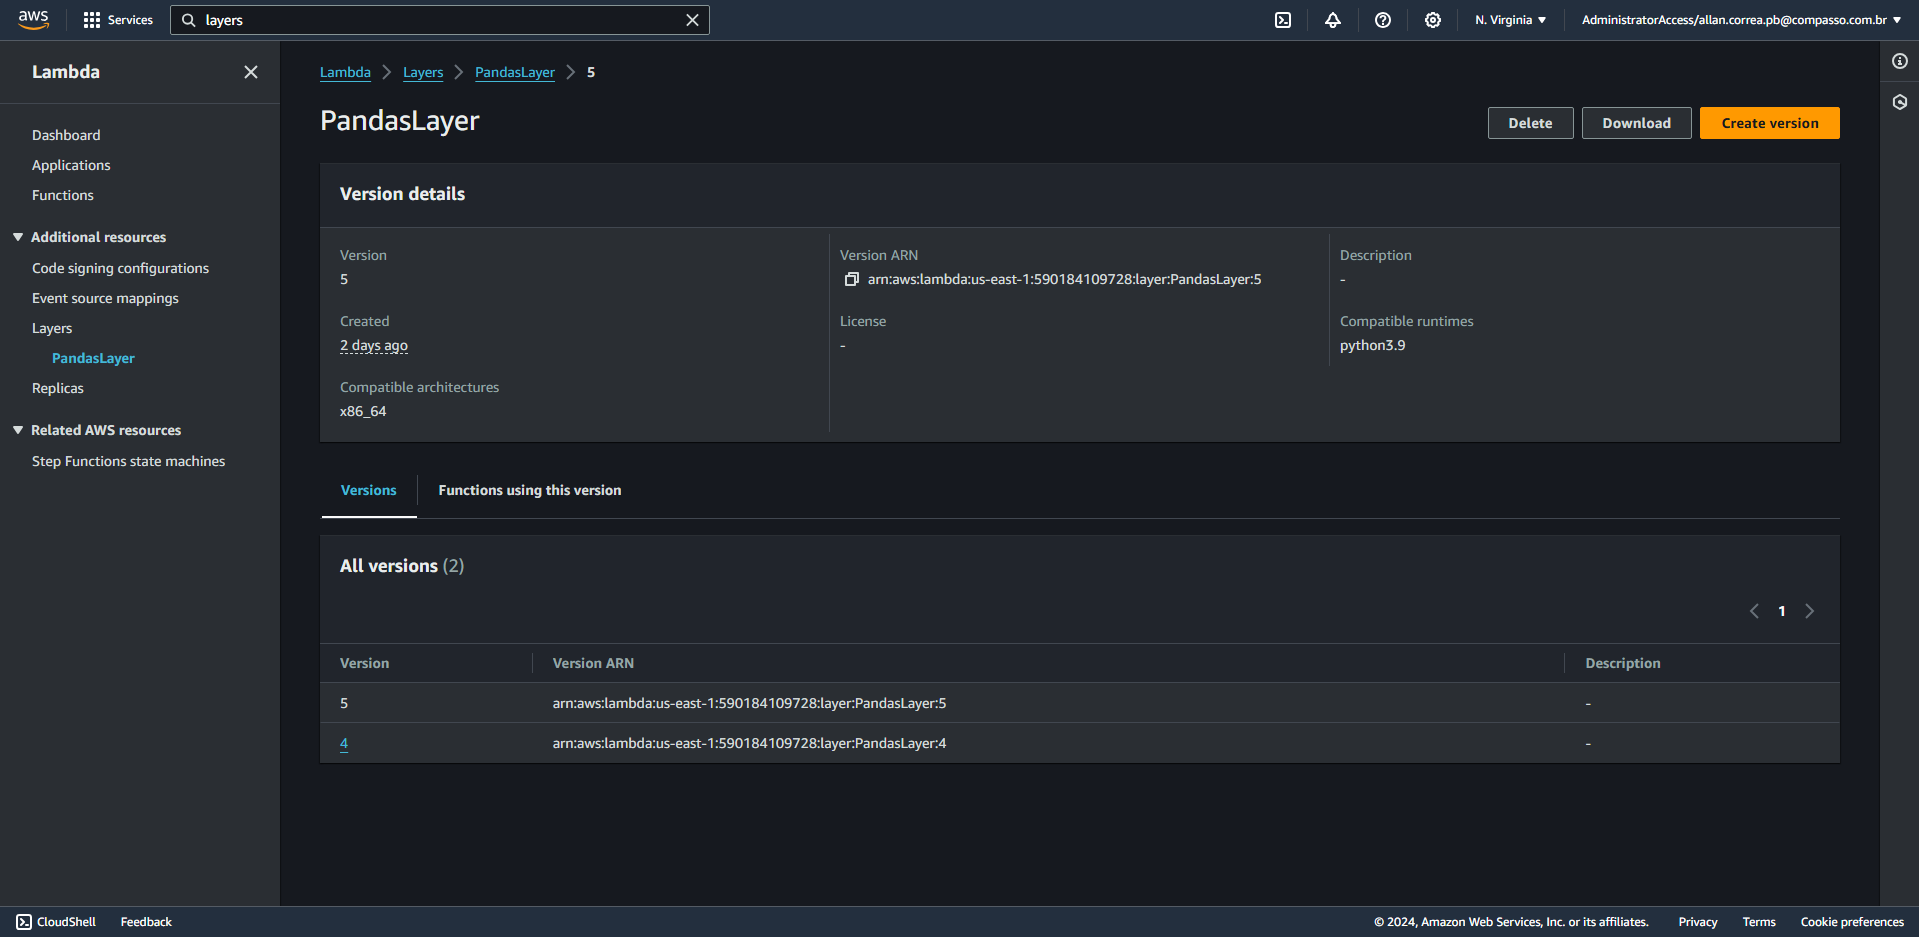 aws
Services
layers
N. Virginia
AdministratorAccess/allan.correa.pb@compasso.com.br
Lambda
Dashboard
Applications
Functions
Additional resources
Code signing configurations
Event source mappings
Layers
PandasLayer
Replicas
Related AWS resources
Step Functions state machines
Lambda > Layers > PandasLayer > 5
PandasLayer
Delete
Download
Create version
Version details
Version
5
Version ARN
arn:aws:lambda:us-east-1:590184109728:layer:PandasLayer:5
Description
-
Created
2 days ago
License
-
Compatible runtimes
python3.9
Compatible architectures
x86_64
Versions
Functions using this version
All versions (2)
1
Version Version ARN Description
5 arn:aws:lambda:us-east-1:590184109728:layer:PandasLayer:5 -
4 arn:aws:lambda:us-east-1:590184109728:layer:PandasLayer:4 -
CloudShell
Feedback
© 2024, Amazon Web Services, Inc. or its affiliates.
Privacy
Terms
Cookie preferences